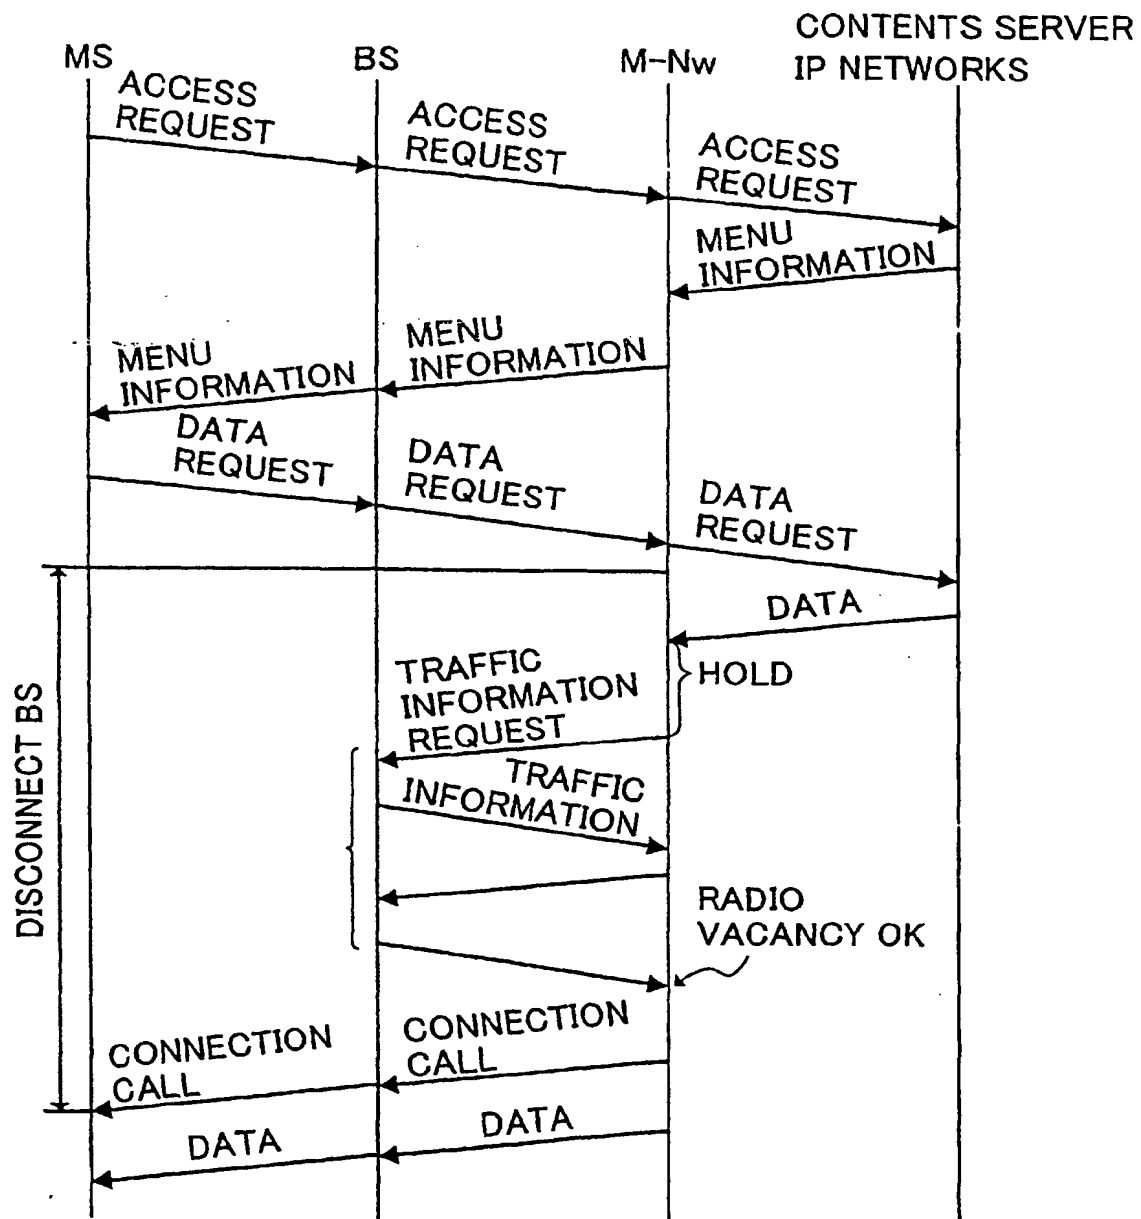 MS
BS
M-Nw
CONTENTS SERVER
IP NETWORKS
ACCESS
REQUEST
ACCESS
REQUEST
ACCESS
REQUEST
MENU
INFORMATION
MENU
INFORMATION
MENU
INFORMATION
DATA
REQUEST
DATA
REQUEST
DATA
REQUEST
DATA
HOLD
TRAFFIC
INFORMATION
REQUEST
TRAFFIC
INFORMATION
DISCONNECT BS
RADIO
VACANCY OK
CONNECTION
CALL
CONNECTION
CALL
DATA
DATA